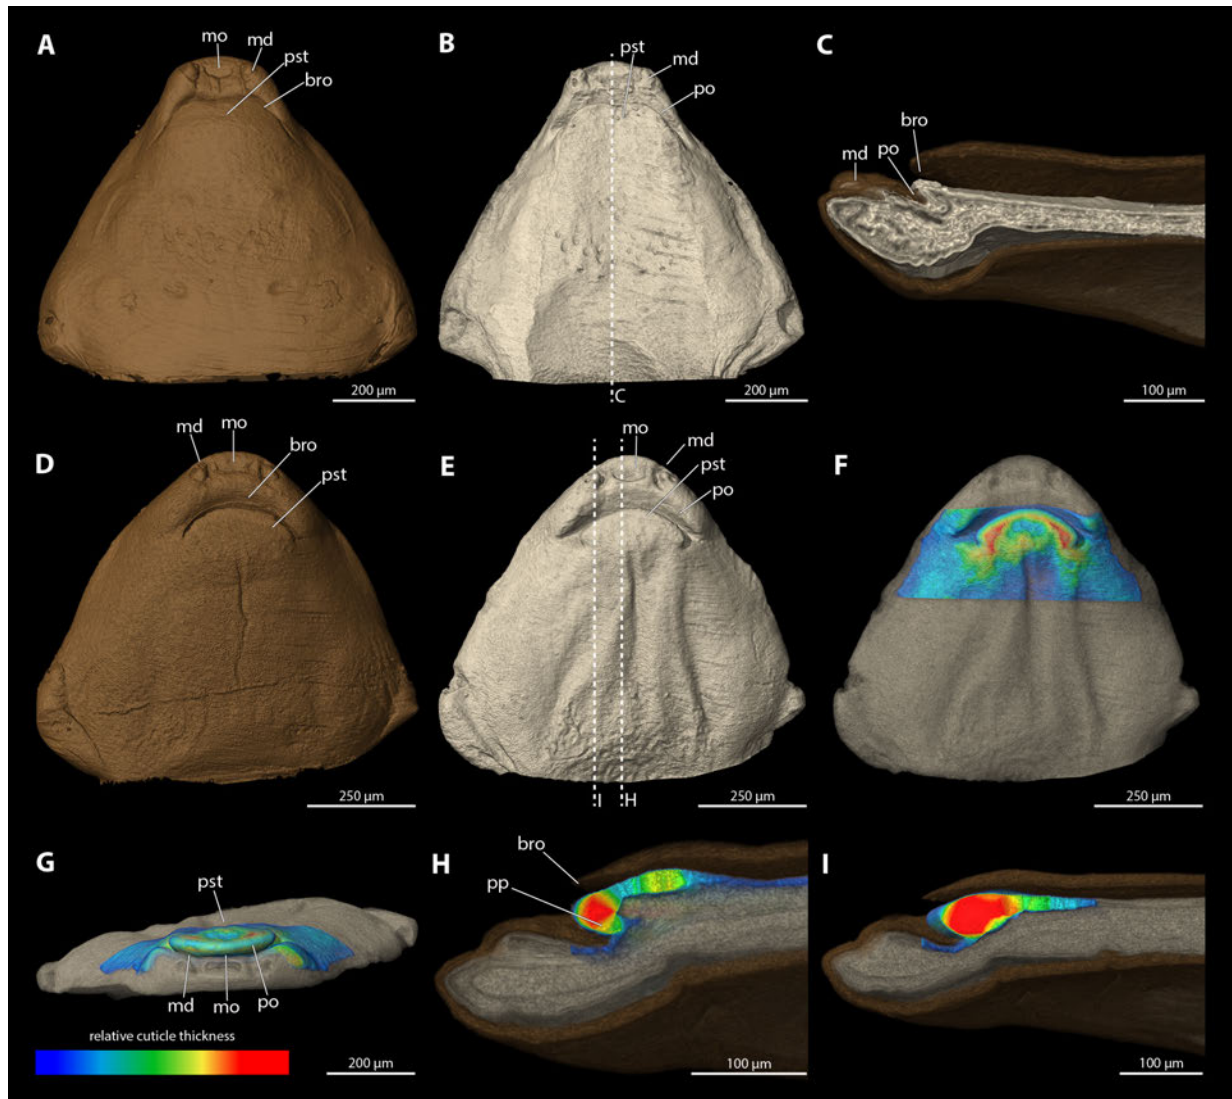 A
mo
md
pst
bro
200 µm
B
pst
md
po
C
200 µm
C
bro
po
md
100 µm
D
md
mo
bro
pst
250 µm
E
mo
md
pst
po
I
H
250 µm
F
250 µm
G
pst
md
mo
po
relative cuticle thickness
200 µm
H
bro
pp
100 µm
I
100 µm